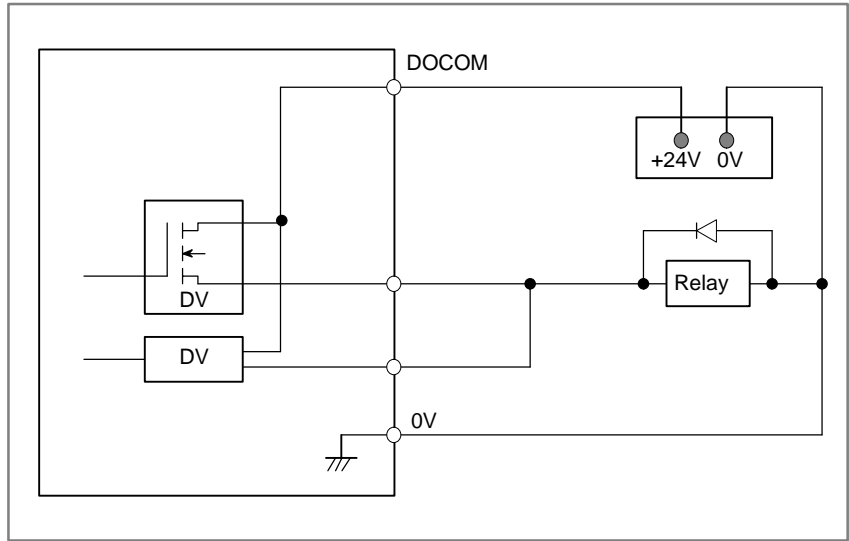 DOCOM
+24V 0V
Relay
DV
DV
0V